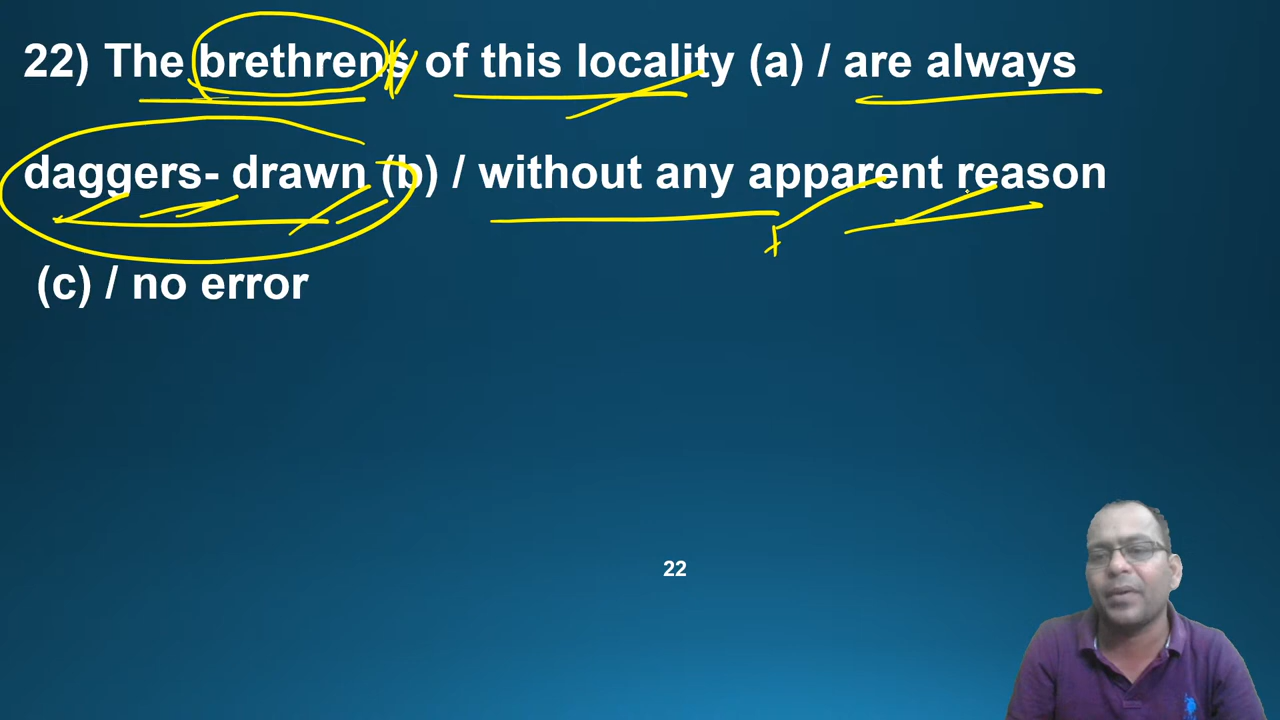 22) The brethrens of this locality (a) / are always
daggers- drawn (b) / without any apparent reason
(c) / no error
22